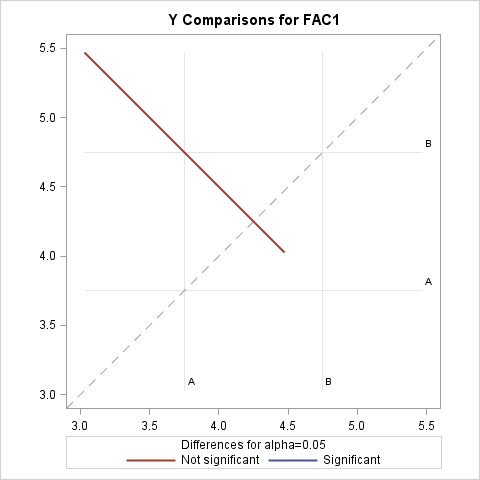 Y Comparisons for FAC1
5.5
5.0
4.5
4.0
3.5
3.0
B
A
A B
3.0 3.5 4.0 4.5 5.0 5.5
Differences for alpha=0.05
Not significant Significant